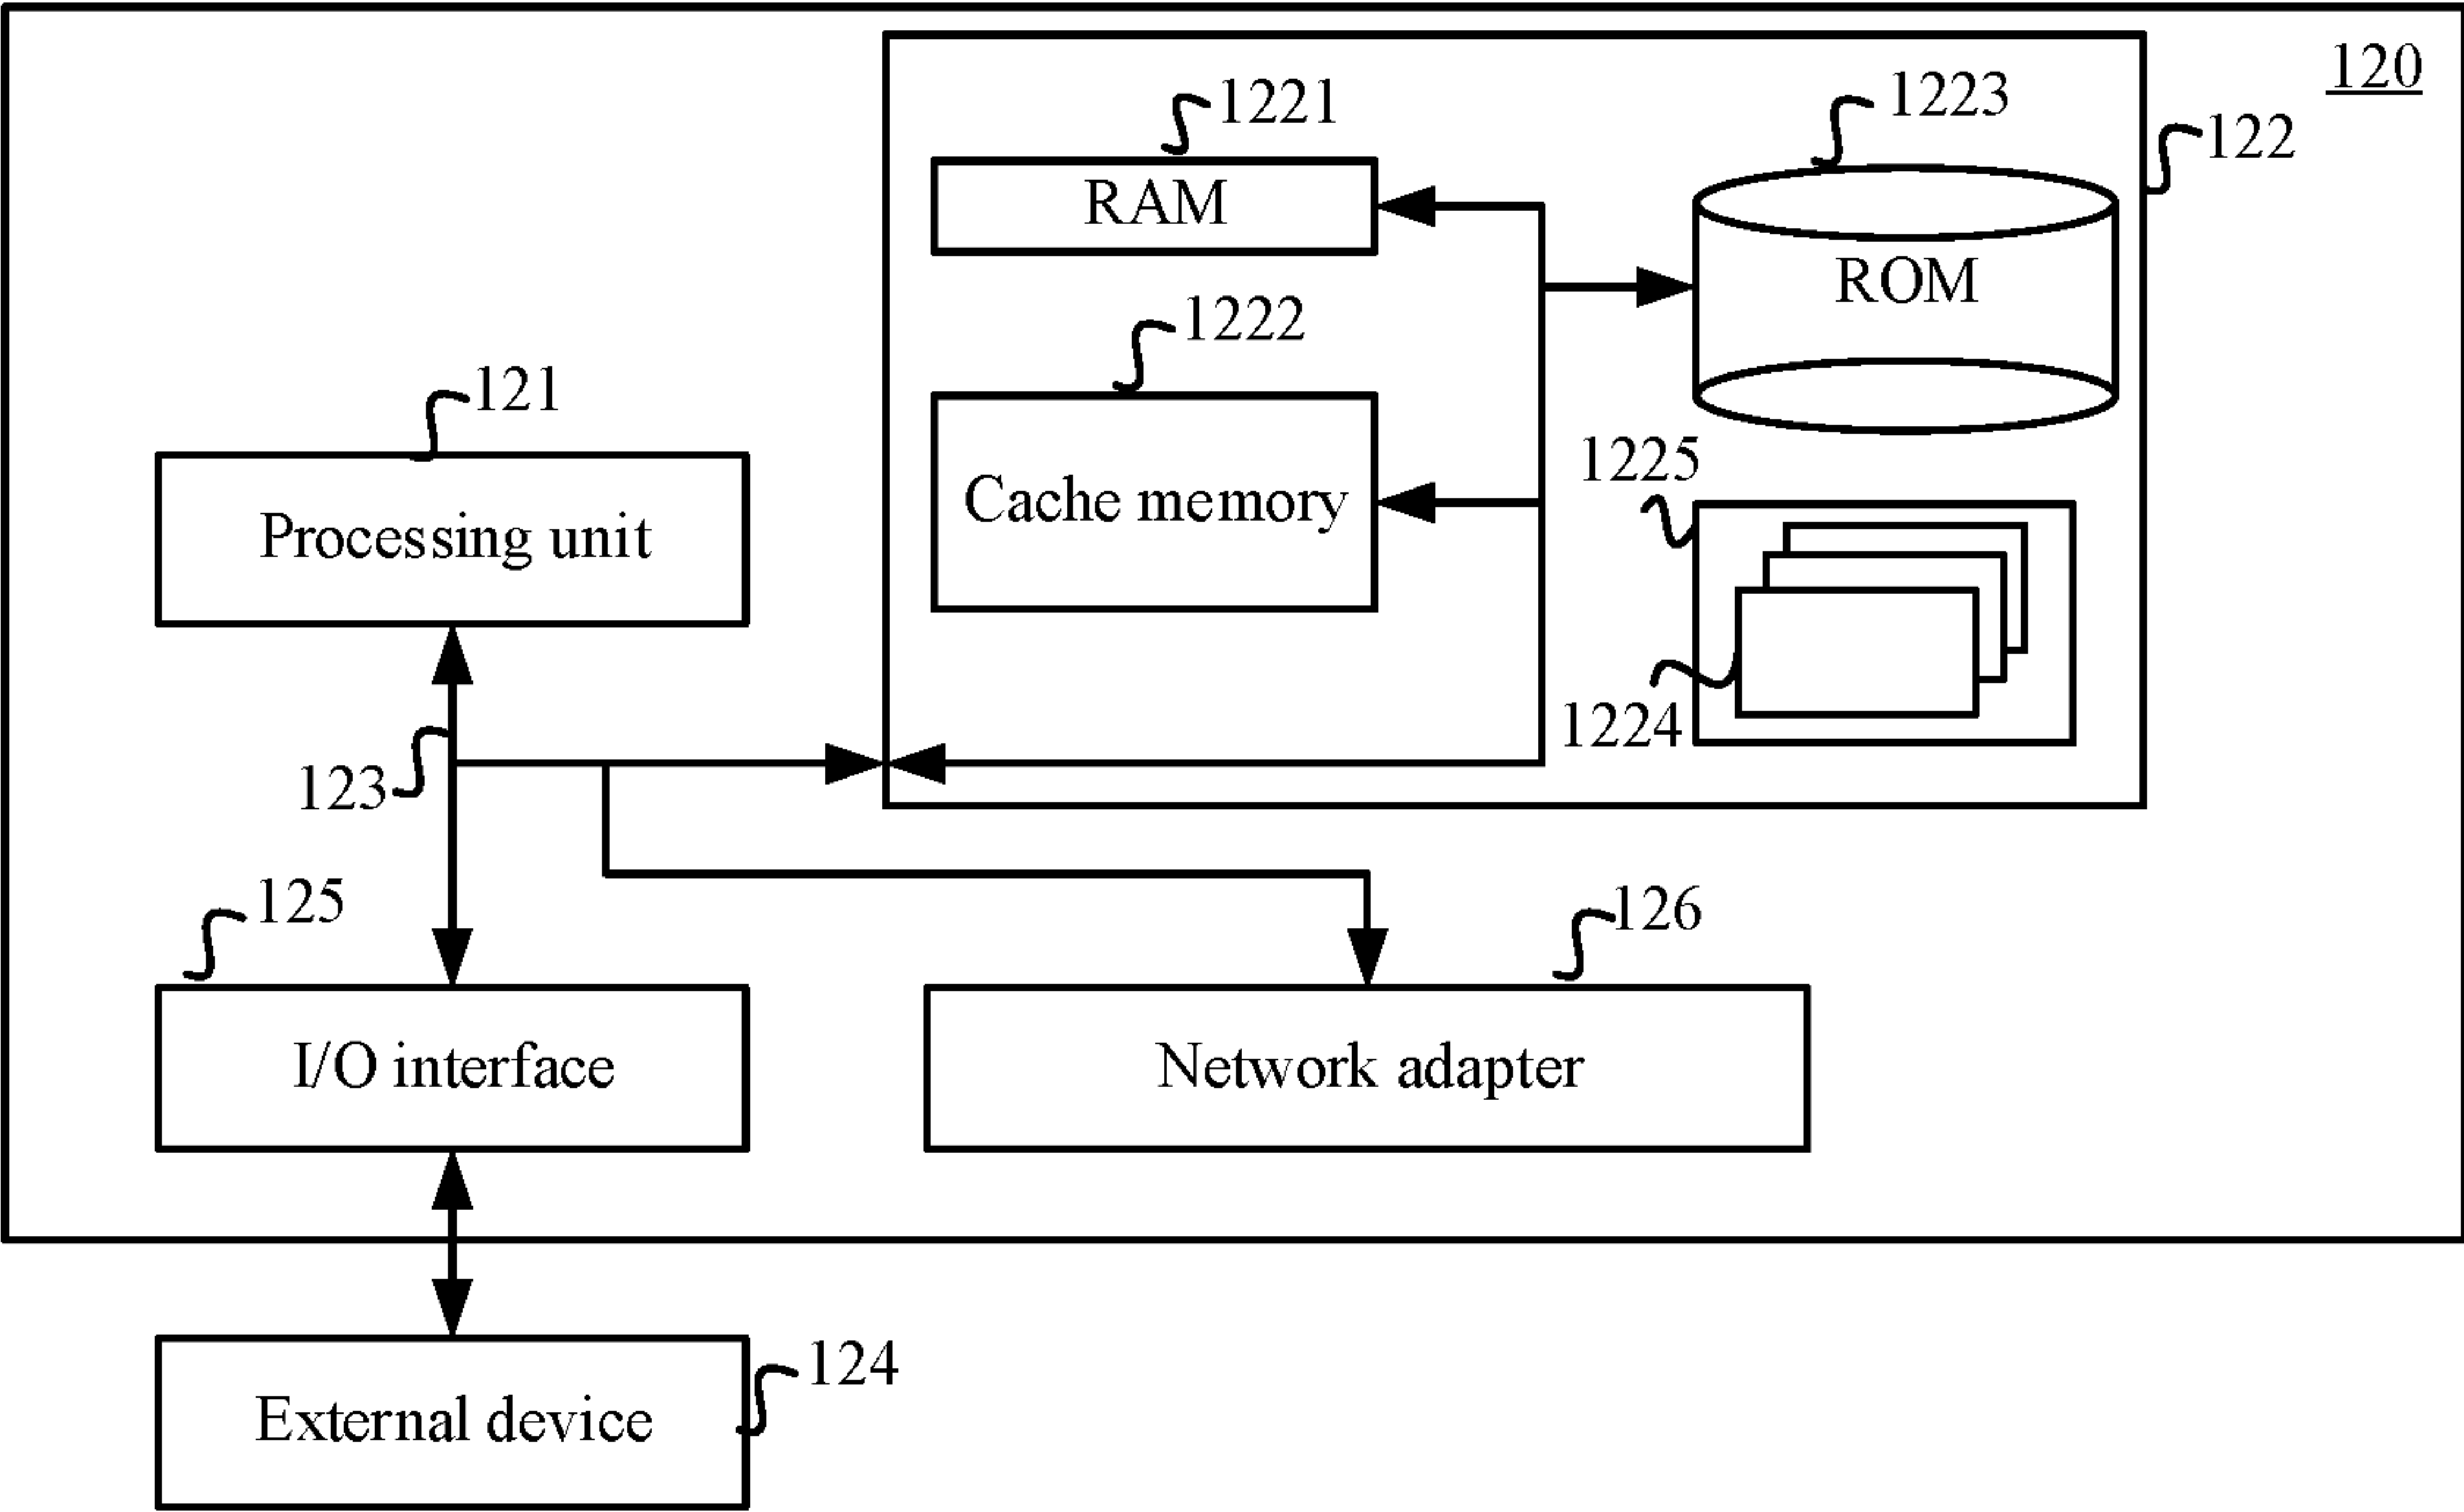 120
1221
1223
122
RAM
ROM
1222
121
1225
Cache memory
Processing unit
1224
123
125
126
I/O interface
Network adapter
124
External device